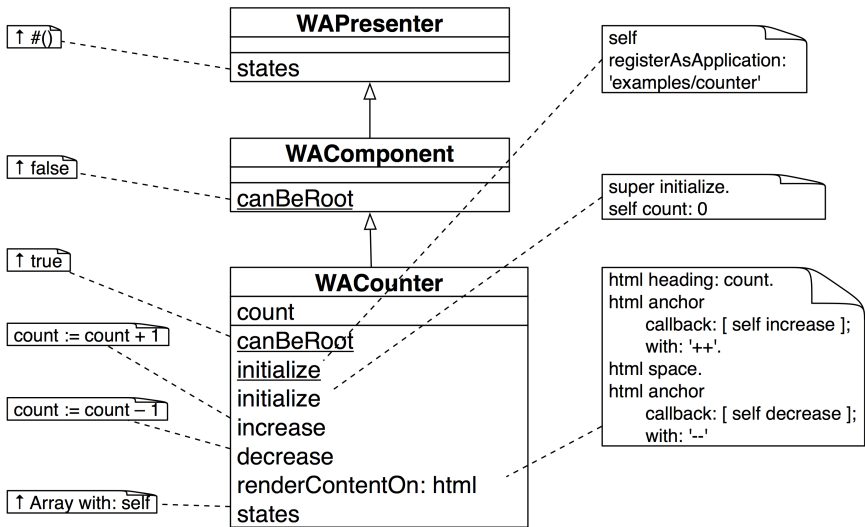 WAPresenter
states
WAComponent
canBeRoot
WACounter
count
canBeRoot
initialize
initialize
increase
decrease
renderContentOn: html
states
↑ #()
↑ false
↑ true
count := count + 1
count := count – 1
↑ Array with: self
self
registerAsApplication:
'examples/counter'
super initialize.
self count: 0
html heading: count.
html anchor
callback: [ self increase ];
with: '++'.
html space.
html anchor
callback: [ self decrease ];
with: '--'